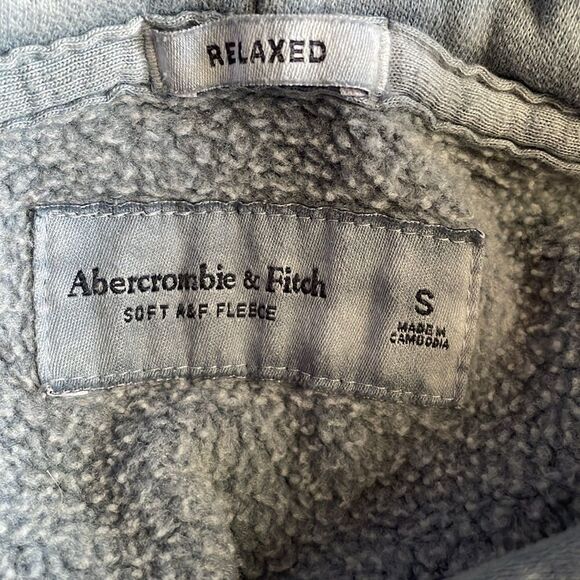 RELAXED
Abercrombie & Fitch
SOFT A&F FLEECE
S
MADE IN
CAMBODIA